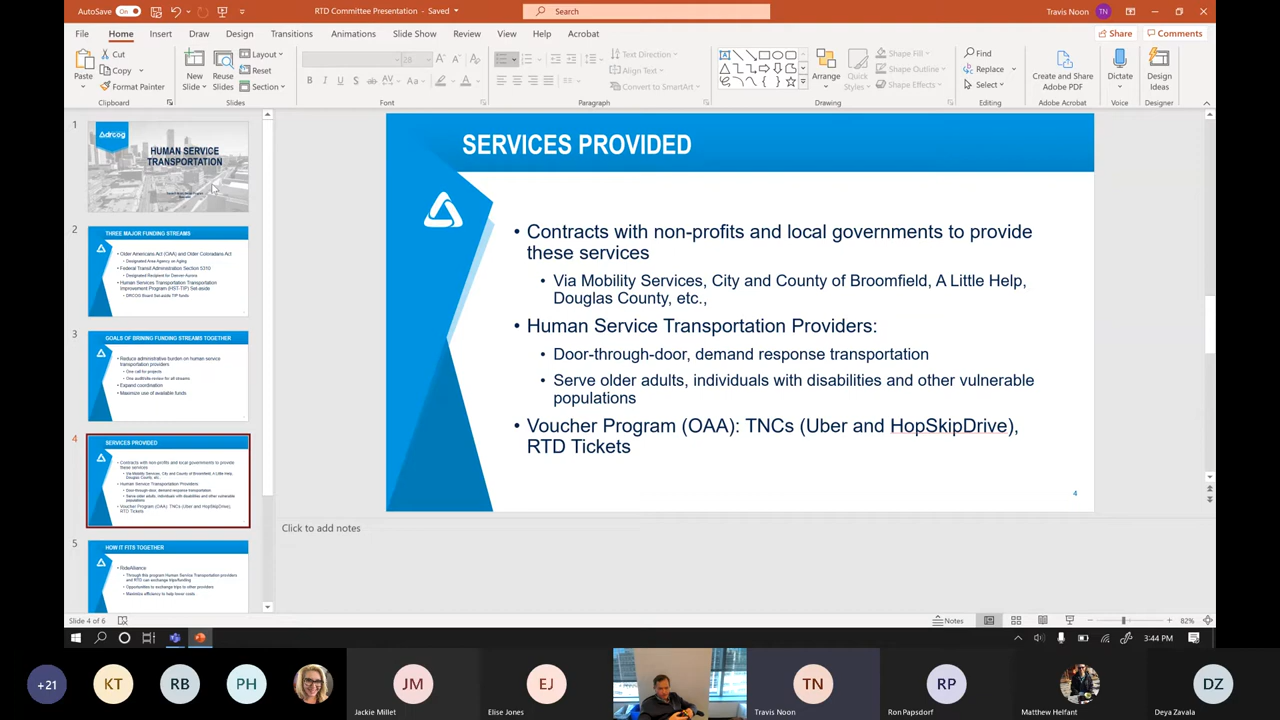 AutoSave
On
RTD Committee Presentation - Saved
Search
Travis Noon
TN
File
Home
Insert
Draw
Design
Transitions
Animations
Slide Show
Review
View
Help
Acrobat
Share
Comments
Paste
Cut
Copy
Format Painter
Clipboard
New
Slides
Reuse
Slides
Layout
Reset
Section
Slides
28
Font
Text Direction
Align Text
Convert to SmartArt
Paragraph
Arrange
Quick
Styles
Shape Fill
Shape Outline
Shape Effects
Drawing
Find
Replace
Select
Editing
Create and Share
Adobe PDF
Adobe Acrobat
Dictate
Voice
Design
Ideas
Designer
1
drcog
HUMAN SERVICE
TRANSPORTATION
2
THREE MAJOR FUNDING STREAMS
Older Americans Act (OAA) and Older Coloradans Act
Designated Area Agency on Aging
Federal Transit Administration Section 5310
Designated Recipient for Denver-Aurora
Human Services Transportation Transportation
Improvement Program (HST-TIP) Set-aside
DRCOG Board Set-aside TIP funds
3
GOALS OF BRINING FUNDING STREAMS TOGETHER
Reduce administrative burden on human service
transportation providers
One call for projects
One audit/site review for all streams
Expand coordination
Maximize use of available funds
4
SERVICES PROVIDED
Contracts with non-profits and local governments to provide
these services
Via Mobility Services, City and County of Broomfield, A Little Help,
Douglas County, etc.,
Human Service Transportation Providers:
Door-through-door, demand response transportation
Serve older adults, individuals with disabilities and other vulnerable
populations
Voucher Program (OAA): TNCs (Uber and HopSkipDrive),
RTD Tickets
5
HOW IT FITS TOGETHER
RideAlliance
Through this program Human Service Transportation providers
and RTD can exchange trips/funding
Opportunities to exchange trips to other providers
Maximize efficiency to help lower costs
SERVICES PROVIDED
• Contracts with non-profits and local governments to provide
these services
• Via Mobility Services, City and County of Broomfield, A Little Help,
Douglas County, etc.,
• Human Service Transportation Providers:
• Door-through-door, demand response transportation
• Serve older adults, individuals with disabilities and other vulnerable
populations
• Voucher Program (OAA): TNCs (Uber and HopSkipDrive),
RTD Tickets
4
Click to add notes
Slide 4 of 6
Notes
82%
3:44 PM
+21
KT
RB
PH
JM
Jackie Millet
EJ
Elise Jones
TN
Travis Noon
RP
Ron Papsdorf
Matthew Helfant
DZ
Deya Zavala